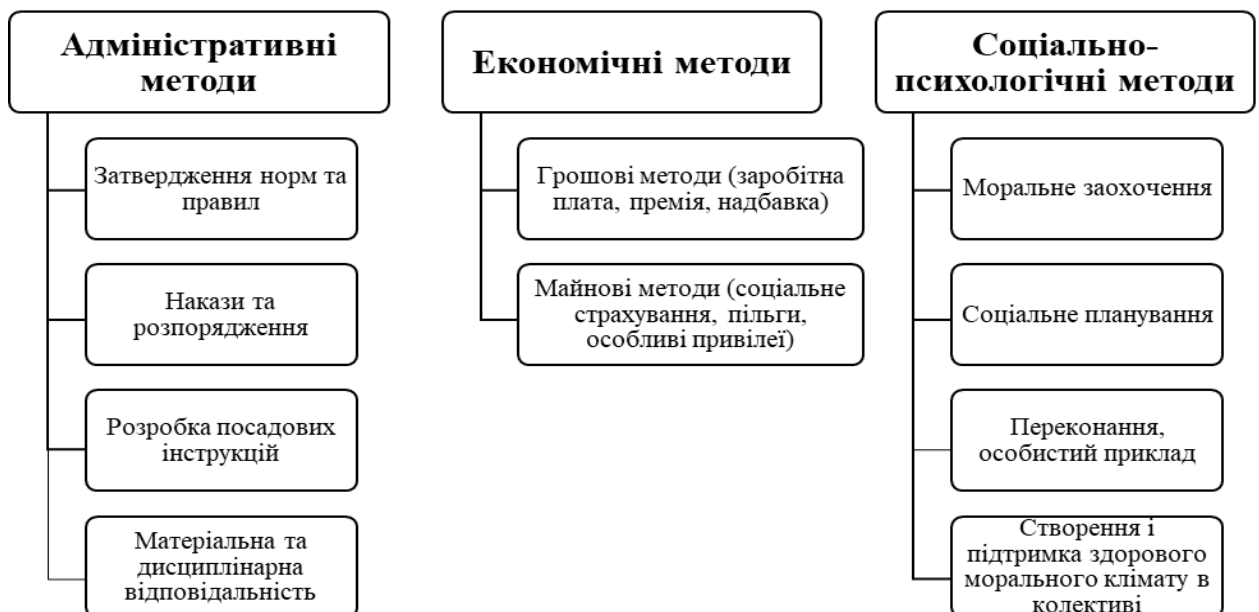 Адміністративні
методи
Затвердження норм та
правил
Накази та
розпорядження
Розробка посадових
інструкцій
Матеріальна та
дисциплінарна
відповідальність
Економічні методи
Грошові методи (заробітна
плата, премія, надбавка)
Майнові методи (соціальне
страхування, пільги,
особливі привілеї)
Соціально-
психологічні методи
Моральне заохочення
Соціальне планування
Переконання,
особистий приклад
Створення і
підтримка здорового
морального клімату в
колективі